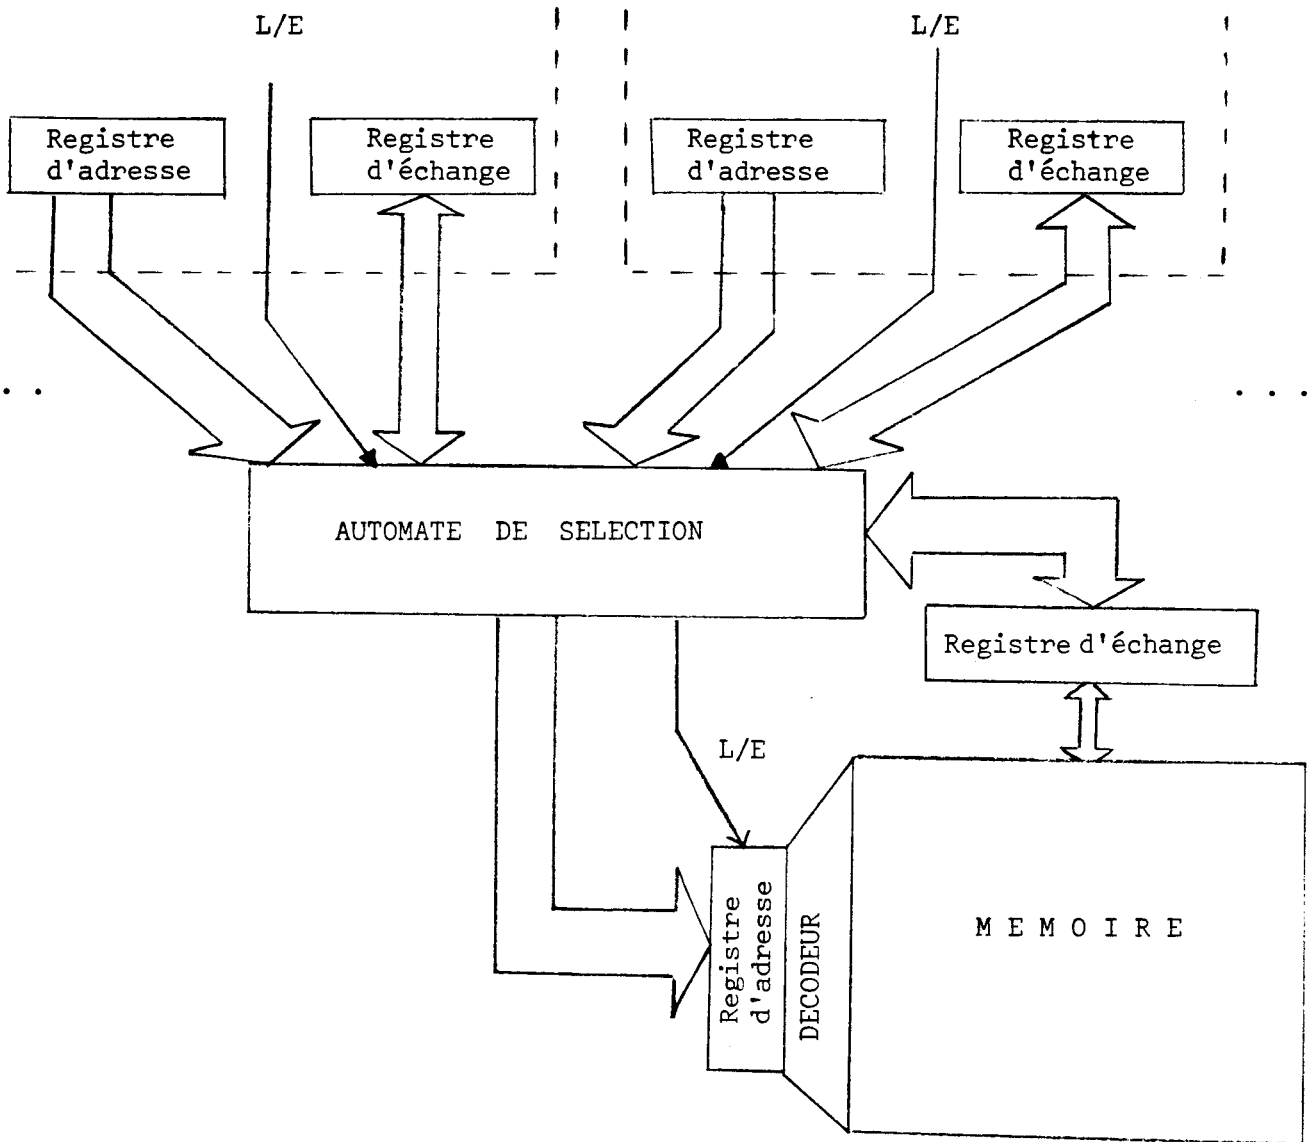 L/E
L/E
Registre
d'adresse
Registre
d'échange
Registre
d'adresse
Registre
d'échange
. .
. . .
AUTOMATE DE SELECTION
Registre d'échange
L/E
Registre
d'adresse
DECODEUR
M E M O I R E